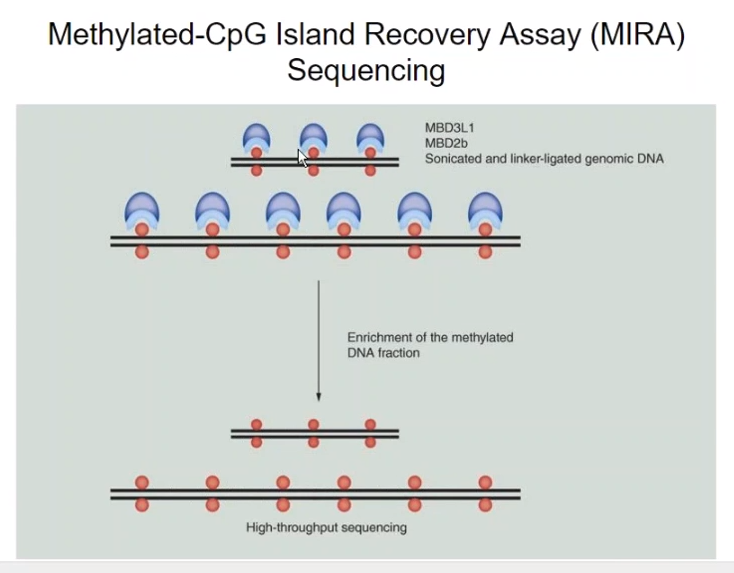 Methylated-CpG Island Recovery Assay (MIRA)
Sequencing
MBD3L1
MBD2b
Sonicated and linker-ligated genomic DNA
Enrichment of the methylated
DNA fraction
High-throughput sequencing